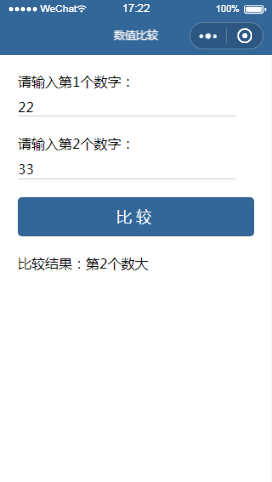 WeChat 17:22 100%
数值比较
请输入第1个数字：
22
请输入第2个数字：
33
比较
比较结果：第2个数大